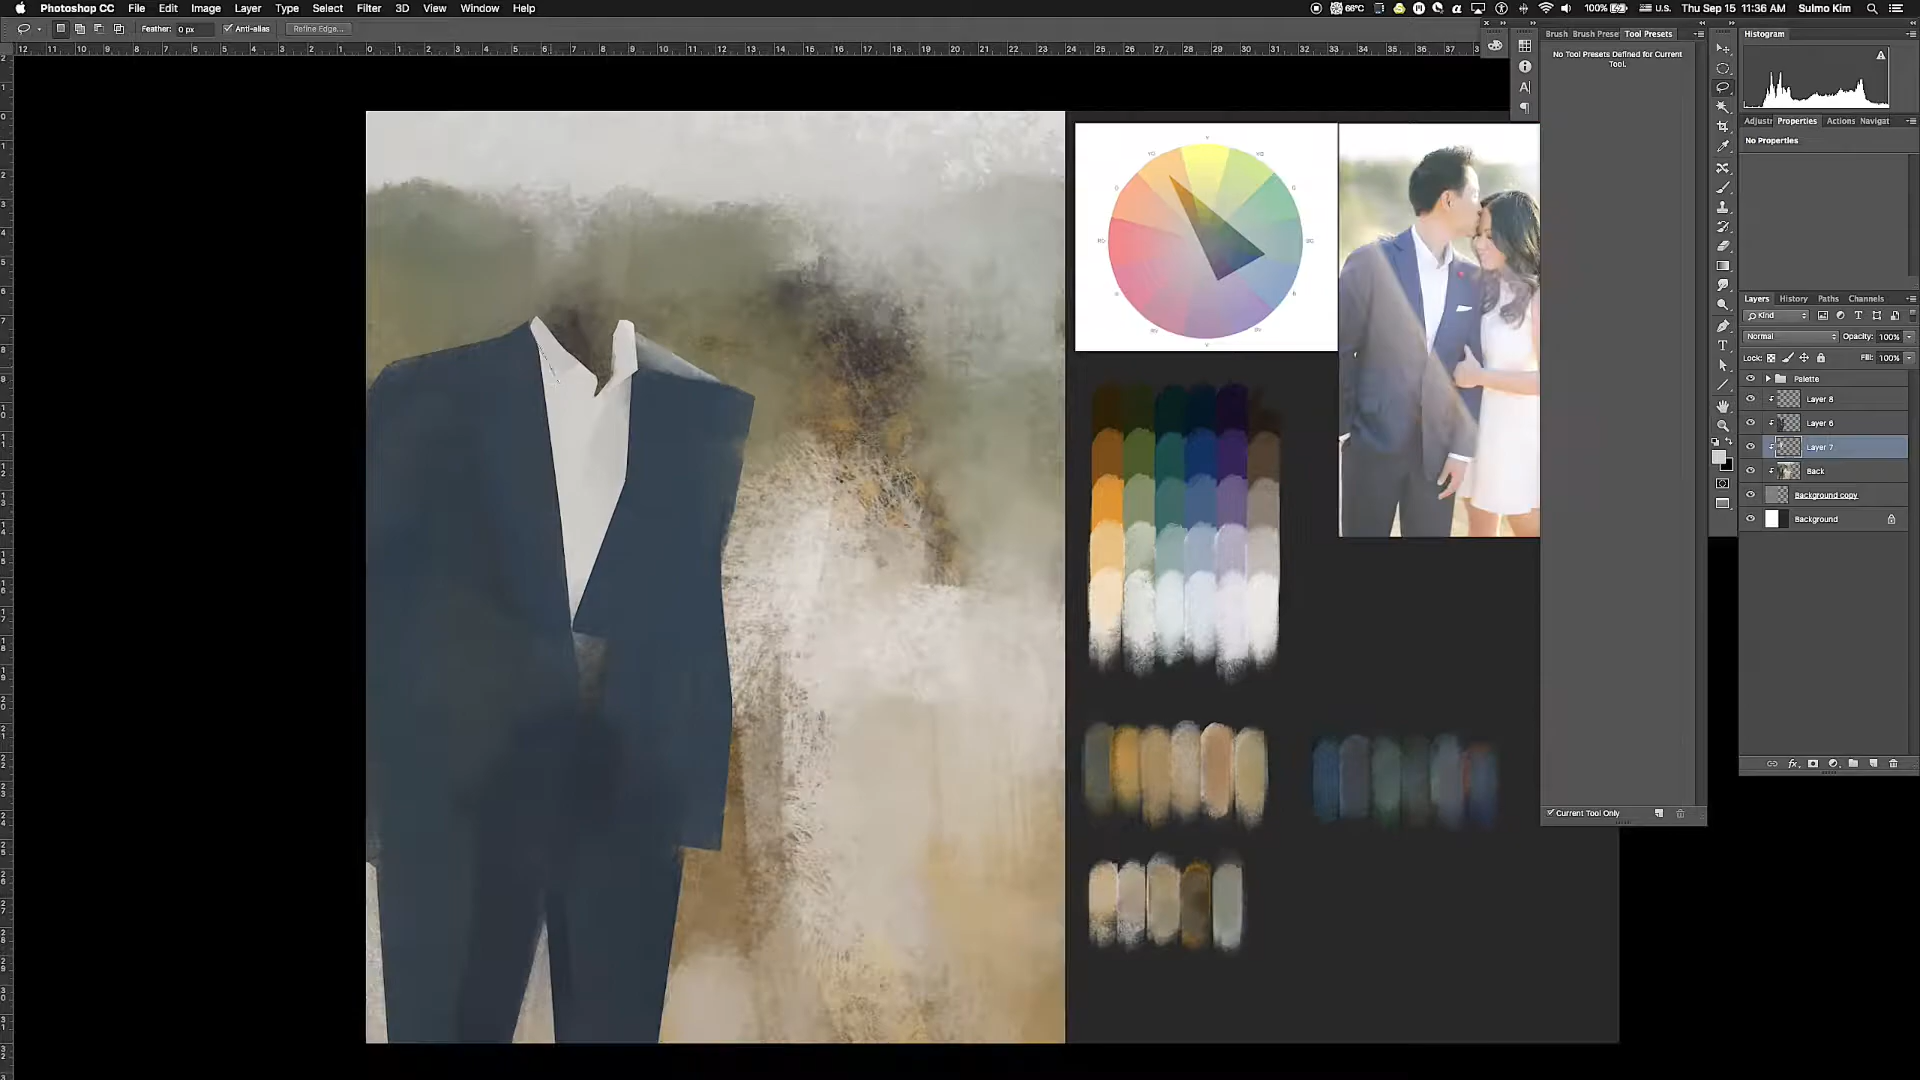 Photoshop CC File Edit Image Layer Type Select Filter 3D View Window Help
66°C 100% U.S. Thu Sep 15 11:36 AM Sulmo Kim
Feather: 0 px Anti-alias Refine Edge...
Brush Brush Prese Tool Presets
No Tool Presets Defined for Current
Tool.
Current Tool Only
Histogram
Adjustr Properties Actions Navigat
No Properties
Layers History Paths Channels
Kind
Normal Opacity: 100%
Lock: Fill: 100%
Palette
Layer 8
Layer 6
Layer 7
Back
Background copy
Background